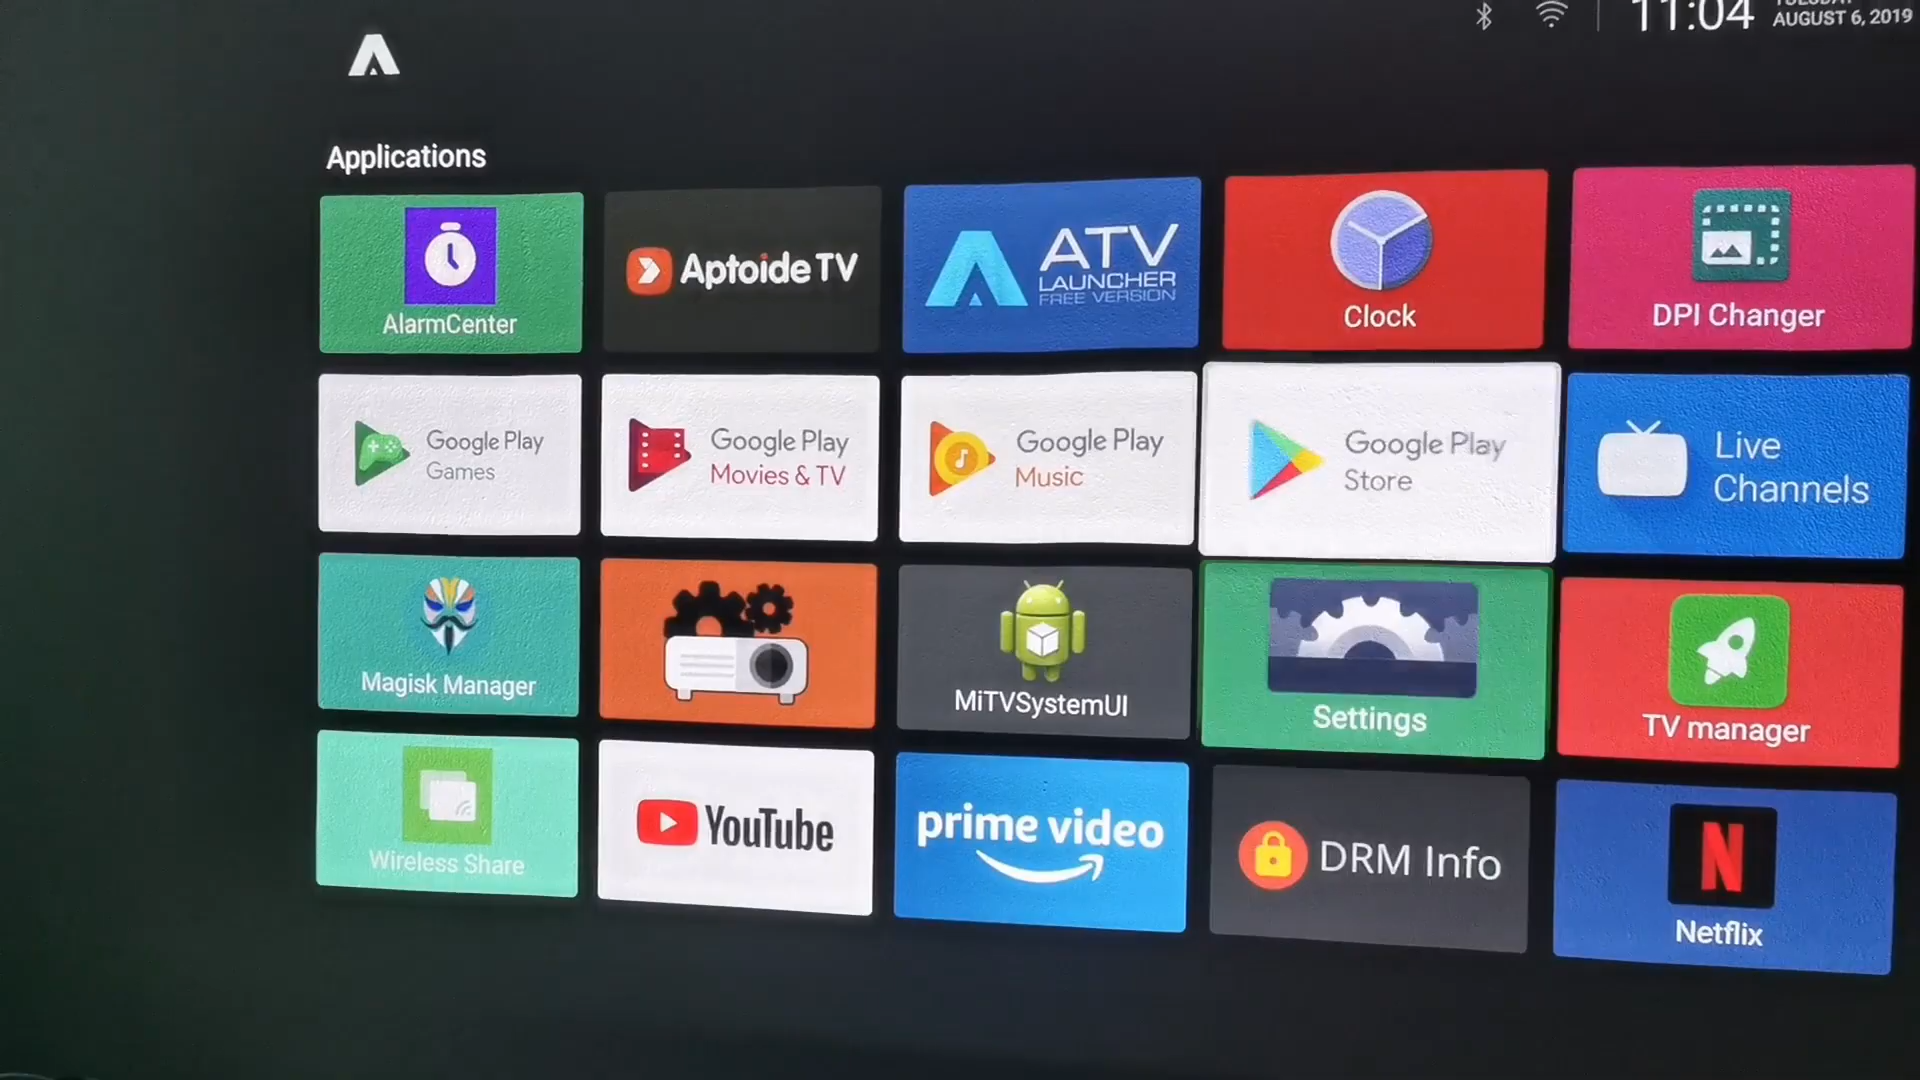 11:04
TUESDAY
AUGUST 6, 2019
Applications
AlarmCenter
Aptoide TV
ATV
LAUNCHER
FREE VERSION
Clock
DPI Changer
Google Play
Games
Google Play
Movies & TV
Google Play
Music
Google Play
Store
Live
Channels
Magisk Manager
MiTVSystemUI
Settings
TV manager
Wireless Share
YouTube
prime video
DRM Info
N
Netflix